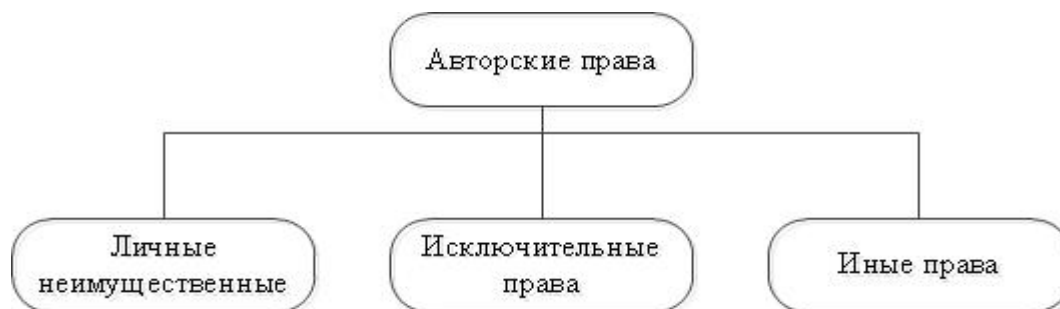 Авторские права
Личные
неимущественные
Исключительные
права
Иные права